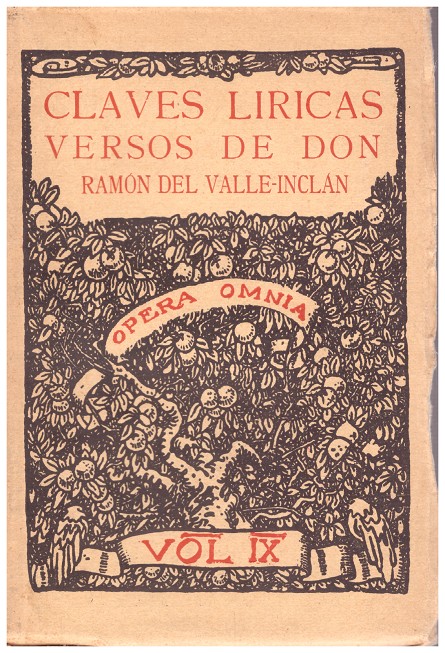 CLAVES LIRICAS
VERSOS DE DON
RAMÓN DEL VALLE-INCLÁN
OPERA OMNIA
VOL IX